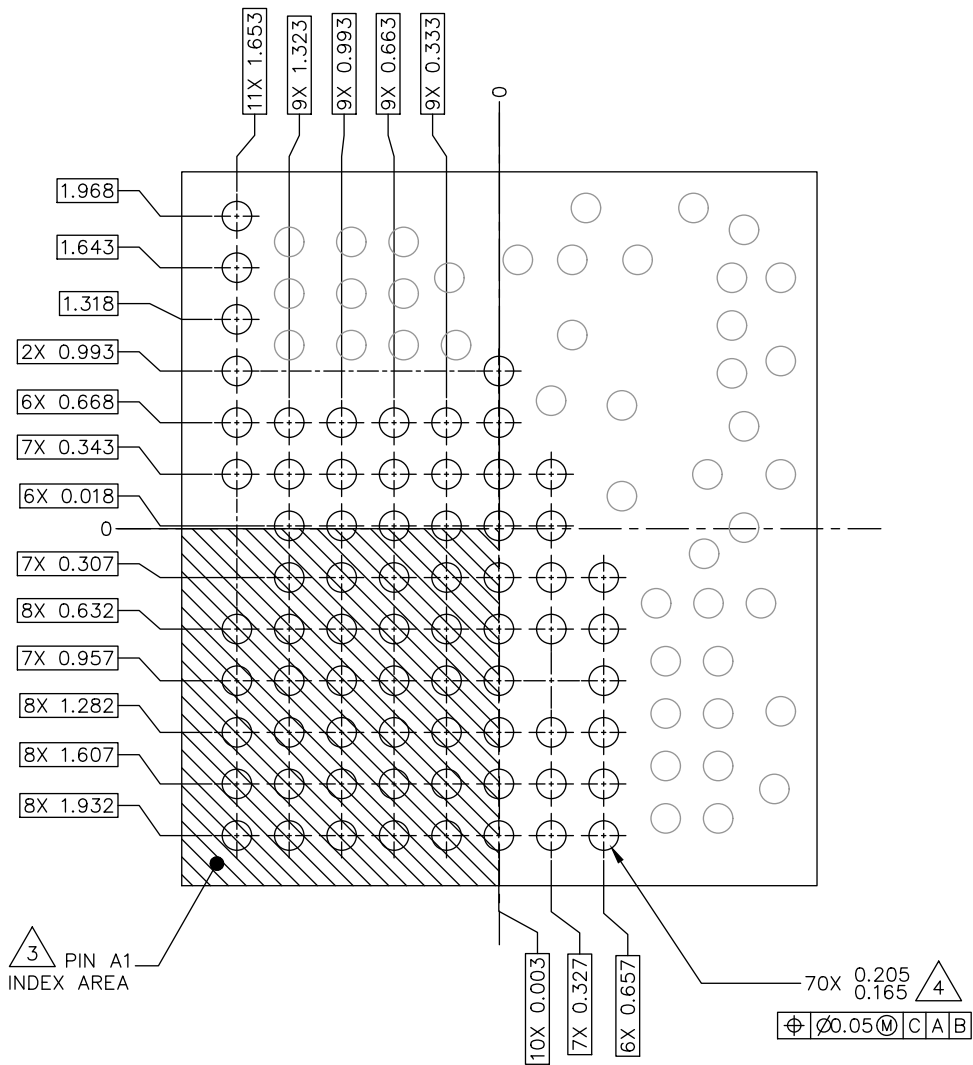 11X 1.653
9X 1.323
9X 0.993
9X 0.663
9X 0.333
0
1.968
1.643
1.318
2X 0.993
6X 0.668
7X 0.343
6X 0.018
0
7X 0.307
8X 0.632
7X 0.957
8X 1.282
8X 1.607
8X 1.932
3 PIN A1
INDEX AREA
10X 0.003
7X 0.327
6X 0.657
70X 0.205
0.165 4
⌖ Ø0.05Ⓜ C A B